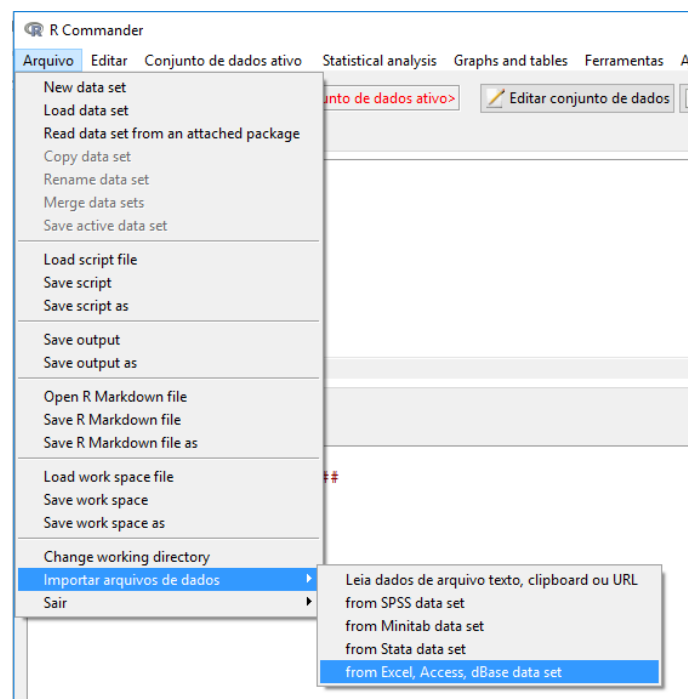 R Commander
Arquivo Editar Conjunto de dados ativo Statistical analysis Graphs and tables Ferramentas A
New data set
unto de dados ativo> Editar conjunto de dados
Load data set
Read data set from an attached package
Copy data set
Rename data set
Merge data sets
Save active data set
Load script file
Save script
Save script as
Save output
Save output as
Open R Markdown file
Save R Markdown file
Save R Markdown file as
Load work space file
##
Save work space
Save work space as
Change working directory
Importar arquivos de dados
Leia dados de arquivo texto, clipboard ou URL
Sair
from SPSS data set
from Minitab data set
from Stata data set
from Excel, Access, dBase data set